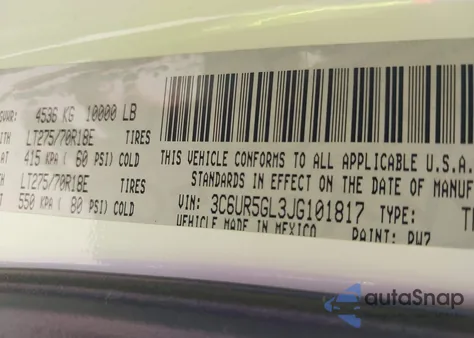 GVWR: 4536 KG 10000 LB
LT275/70R18E TIRES
AT 415 KPA ( 60 PSI) COLD
LT275/70R18E TIRES
550 KPA ( 80 PSI) COLD
THIS VEHICLE CONFORMS TO ALL APPLICABLE U.S.A.
STANDARDS IN EFFECT ON THE DATE OF MANUF
VIN: 3C6UR5GL3JG101817 TYPE:
VEHICLE MADE IN MEXICO PAINT: PW7
autoSnap